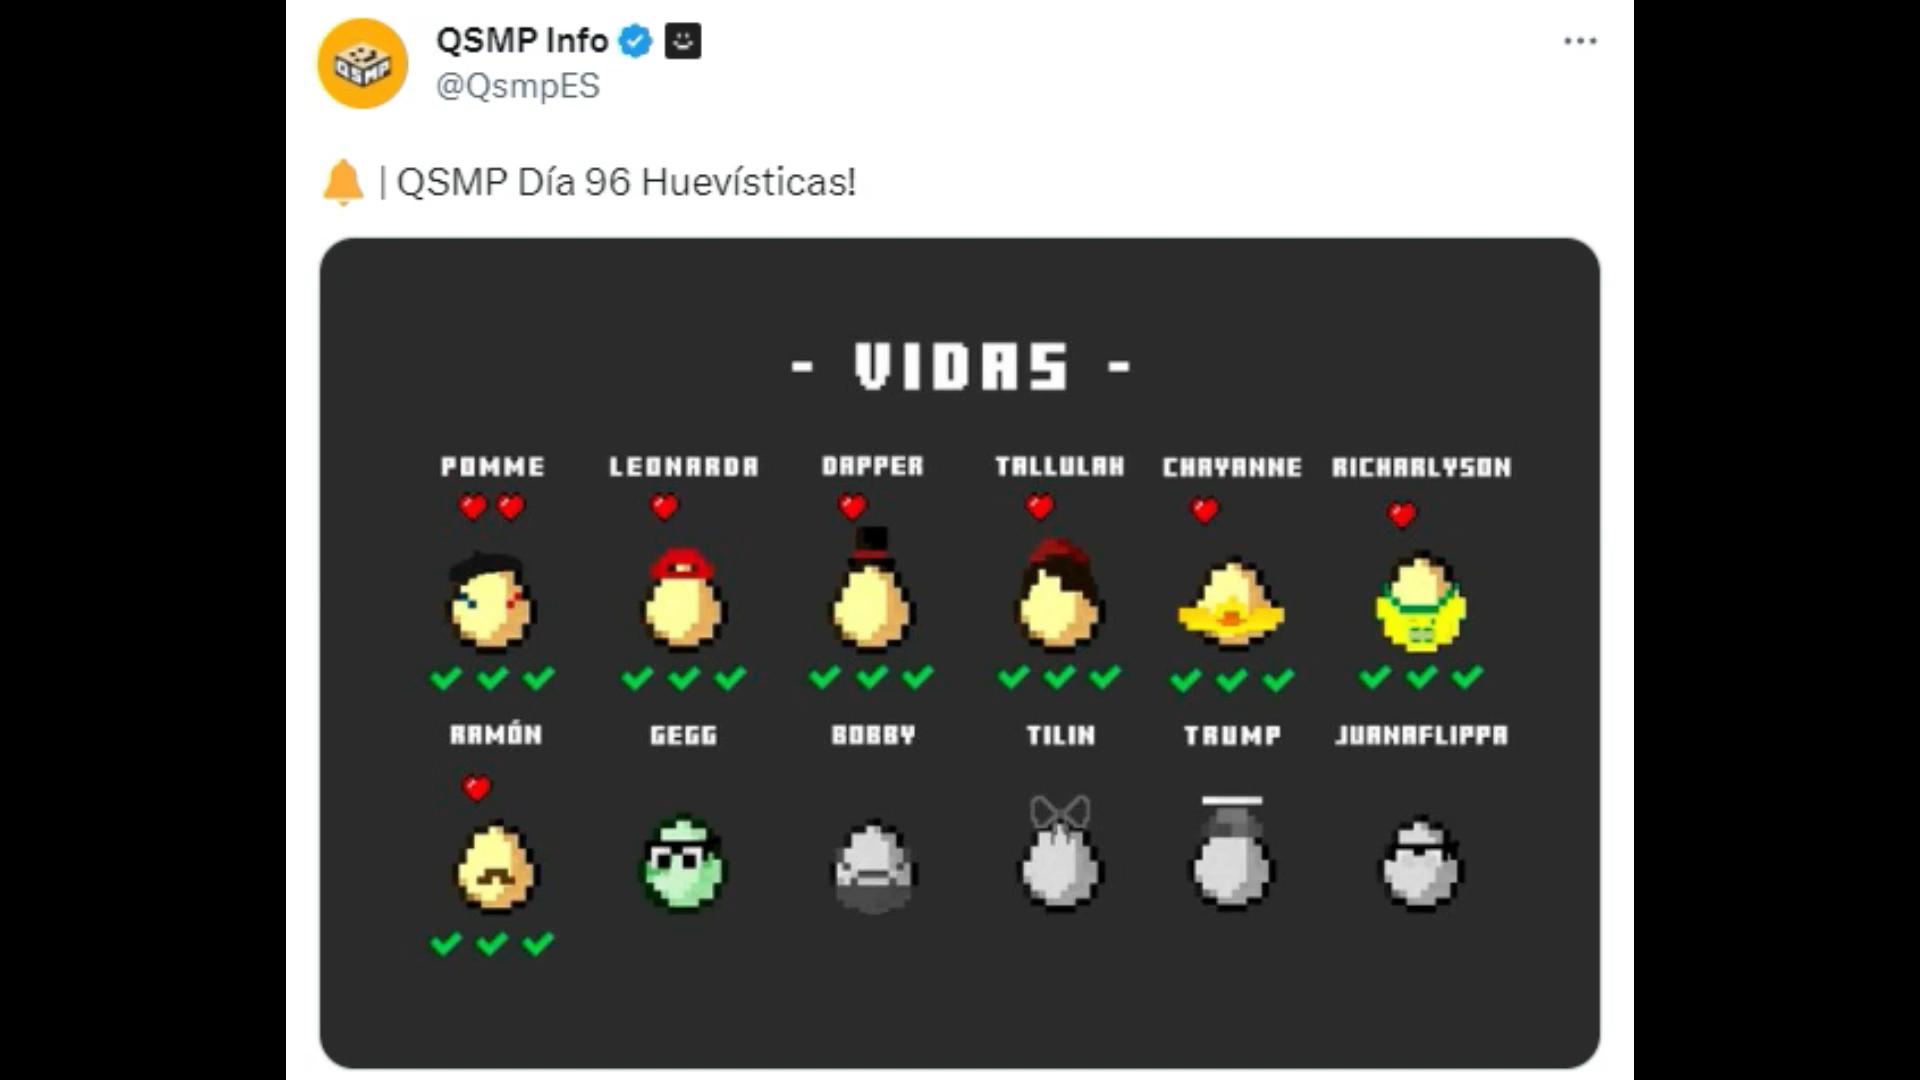 QSMP Info
@QsmpES
| QSMP Día 96 Huevísticas!
- VIDAS -
POMME LEONARDA DAPPER TALLULAH CHAYANNE RICHARLYSON
RAMÓN GEGG BOBBY TILIN TRUMP JUANAFLIPPA
QSMP